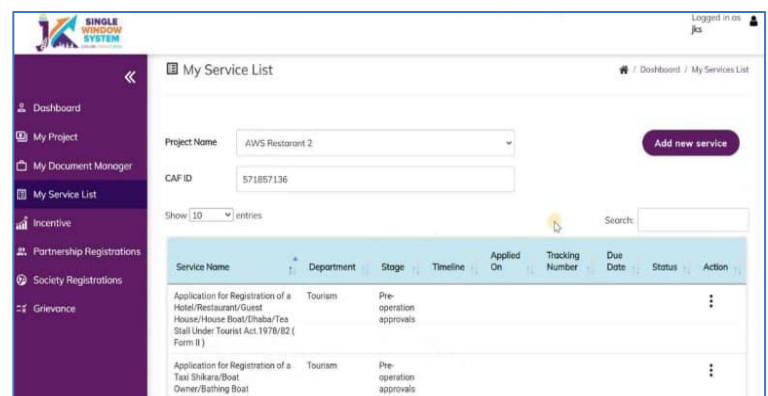 SINGLE
WINDOW
SYSTEM
Logged in as
jks
My Service List
Dashboard / My Services List
Dashboard
My Project
My Document Manager
My Service List
Incentive
Partnership Registrations
Society Registrations
Grievance
Project Name
AWS Restarant 2
Add new service
CAF ID
571857136
Show 10 entries
Search:
Service Name Department Stage Timeline Applied On Tracking Number Due Date Status Action
Application for Registration of a Tourism Pre-
Hotel/Restaurant/Guest operation
House/House Boat/Dhaba/Tea approvals
Stall Under Tourist Act.1978/82 (
Form II )
Application for Registration of a Tourism Pre-
Taxi Shikara/Boat operation
Owner/Bathing Boat approvals